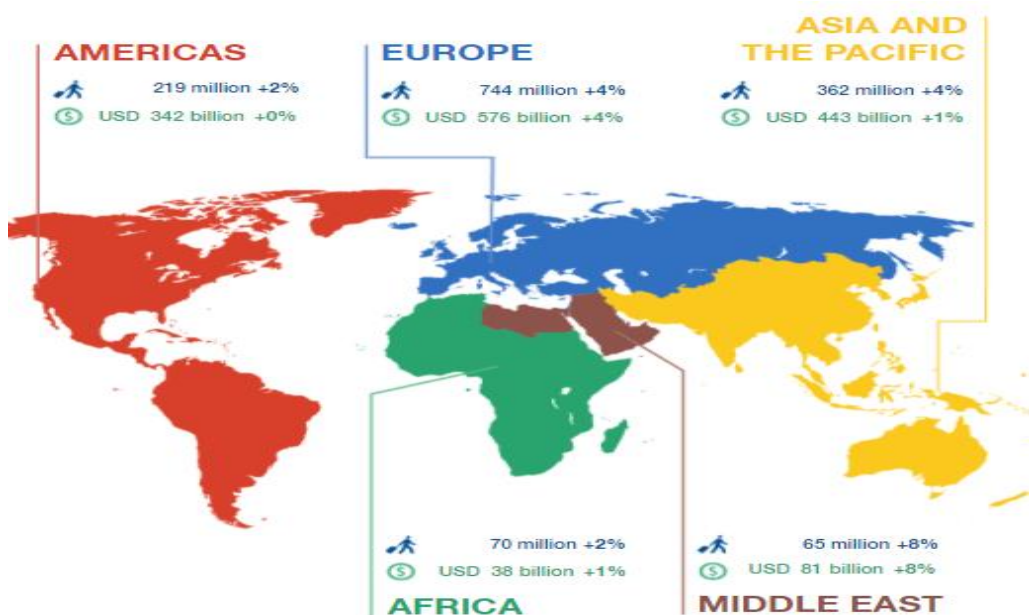 AMERICAS
219 million +2%
USD 342 billion +0%
EUROPE
744 million +4%
USD 576 billion +4%
ASIA AND
THE PACIFIC
362 million +4%
USD 443 billion +1%
70 million +2%
USD 38 billion +1%
AFRICA
65 million +8%
USD 81 billion +8%
MIDDLE EAST